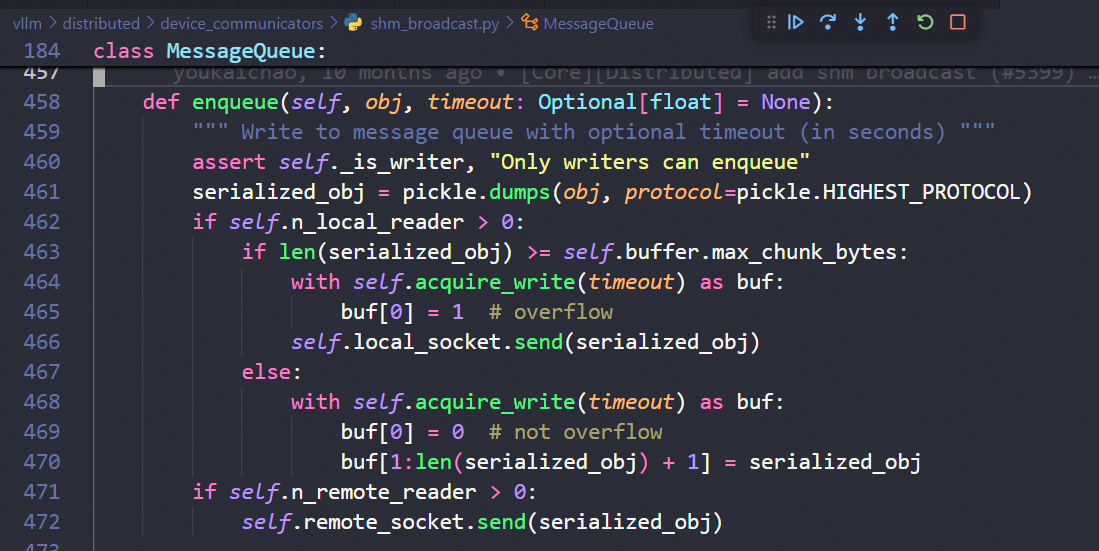 vllm > distributed > device_communicators > shm_broadcast.py > MessageQueue
184 class MessageQueue:
457 youkaichao, 10 months ago • [Core][Distributed] add shm broadcast (#5399) …
458 def enqueue(self, obj, timeout: Optional[float] = None):
459 """ Write to message queue with optional timeout (in seconds) """
460 assert self._is_writer, "Only writers can enqueue"
461 serialized_obj = pickle.dumps(obj, protocol=pickle.HIGHEST_PROTOCOL)
462 if self.n_local_reader > 0:
463 if len(serialized_obj) >= self.buffer.max_chunk_bytes:
464 with self.acquire_write(timeout) as buf:
465 buf[0] = 1  # overflow
466 self.local_socket.send(serialized_obj)
467 else:
468 with self.acquire_write(timeout) as buf:
469 buf[0] = 0  # not overflow
470 buf[1:len(serialized_obj) + 1] = serialized_obj
471 if self.n_remote_reader > 0:
472 self.remote_socket.send(serialized_obj)
473